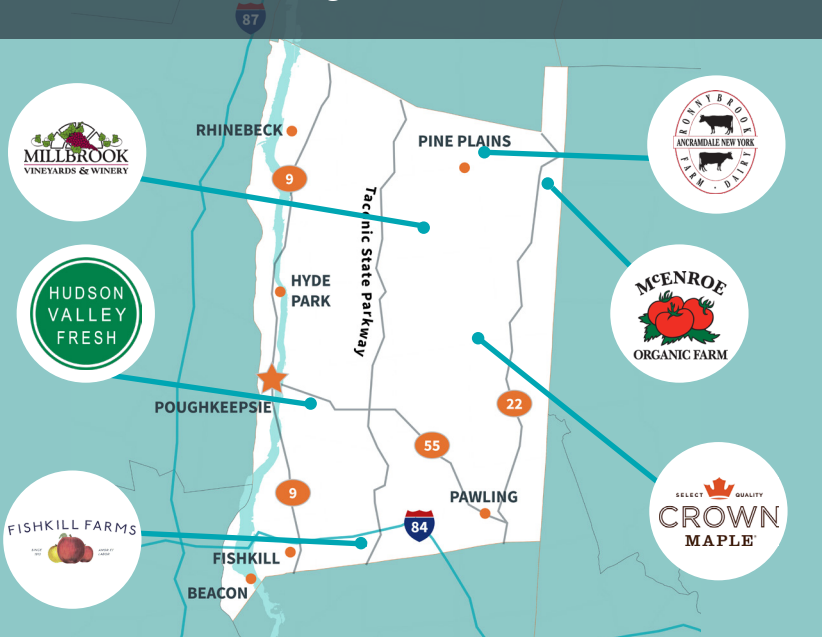 87
RHINEBECK
9
PINE PLAINS
MILLBROOK
VINEYARDS & WINERY
RONNYBROOK
ANCRAMDALE NEW YORK
FARM · DAIRY
Taconic State Parkway
HYDE
PARK
HUDSON
VALLEY
FRESH
McENROE
ORGANIC FARM
POUGHKEEPSIE
22
55
9
84
PAWLING
SELECT QUALITY
CROWN
MAPLE
FISHKILL FARMS
FISHKILL
BEACON